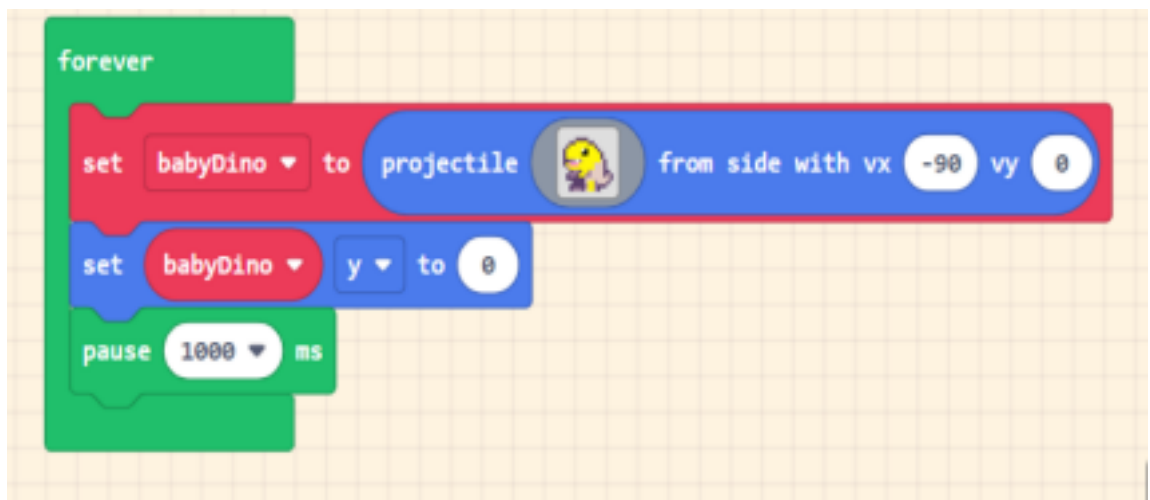 forever
set babyDino to projectile from side with vx -90 vy 0
set babyDino y to 0
pause 1000 ms